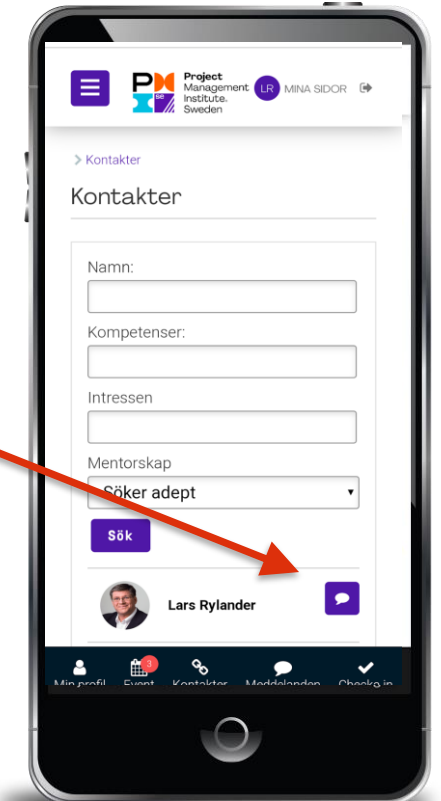 Project
Management
Institute.
Sweden
se
LR MINA SIDOR
> Kontakter
Kontakter
Namn:
Kompetenser:
Intressen
Mentorskap
Söker adept
Sök
Lars Rylander
3
Min profil Event Kontakter Meddelanden Checka in